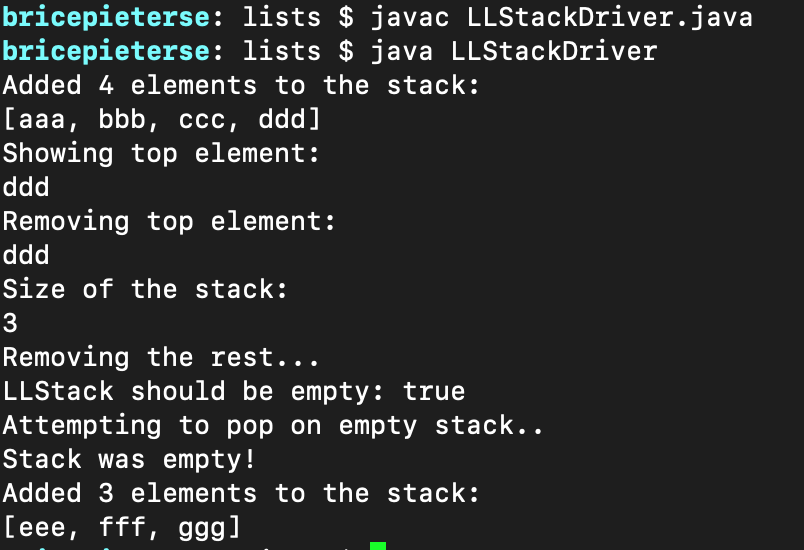 bricepieterse: lists $ javac LLStackDriver.java
bricepieterse: lists $ java LLStackDriver
Added 4 elements to the stack:
[aaa, bbb, ccc, ddd]
Showing top element:
ddd
Removing top element:
ddd
Size of the stack:
3
Removing the rest...
LLStack should be empty: true
Attempting to pop on empty stack..
Stack was empty!
Added 3 elements to the stack:
[eee, fff, ggg]